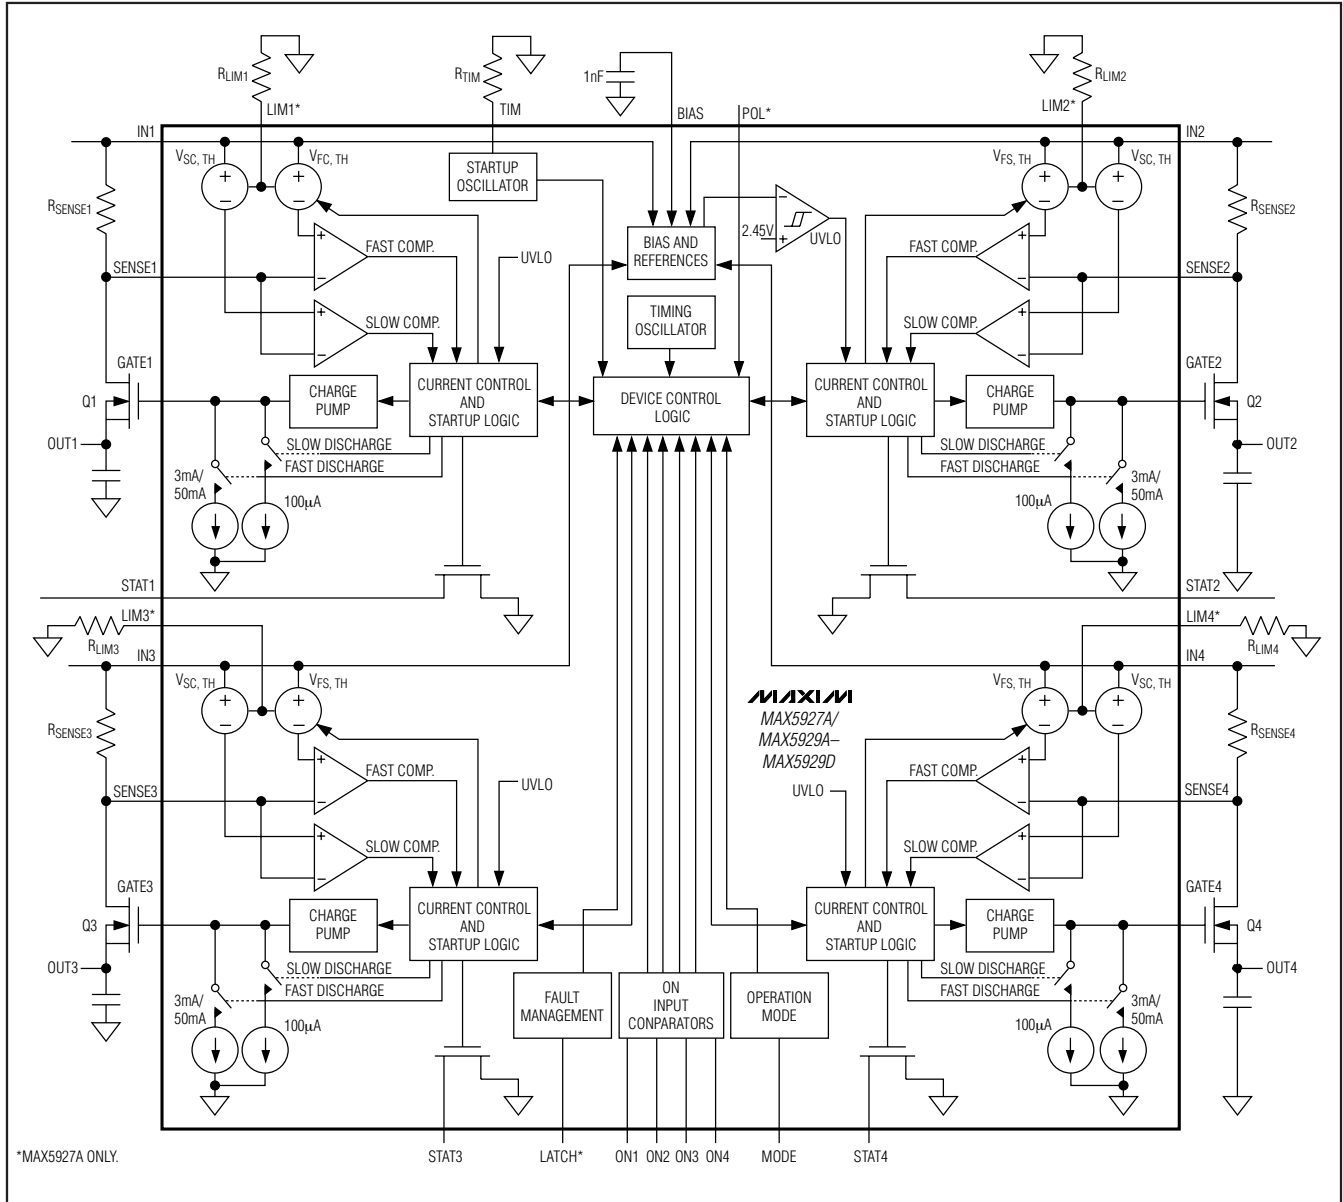 RLIM1
LIM1*
RTIM
TIM
1nF
BIAS
POL*
RLIM2
LIM2*
IN1
IN2
VSC, TH
VFC, TH
STARTUP
OSCILLATOR
VFS, TH
VSC, TH
RSENSE1
BIAS AND
REFERENCES
2.45V
UVLO
RSENSE2
FAST COMP.
UVLO
FAST COMP.
SENSE1
SENSE2
TIMING
OSCILLATOR
SLOW COMP.
SLOW COMP.
GATE1
GATE2
CHARGE
PUMP
CURRENT CONTROL
AND
STARTUP LOGIC
DEVICE CONTROL
LOGIC
CURRENT CONTROL
AND
STARTUP LOGIC
CHARGE
PUMP
Q1
Q2
OUT1
OUT2
SLOW DISCHARGE
FAST DISCHARGE
SLOW DISCHARGE
FAST DISCHARGE
3mA/
50mA
100µA
100µA
3mA/
50mA
STAT1
STAT2
LIM3*
RLIM3
LIM4*
RLIM4
IN3
IN4
VSC, TH
VFS, TH
MAXIM
MAX5927A/
MAX5929A–
MAX5929D
VFS, TH
VSC, TH
RSENSE3
RSENSE4
FAST COMP.
UVLO
UVLO
FAST COMP.
SENSE3
SENSE4
SLOW COMP.
SLOW COMP.
GATE3
GATE4
CHARGE
PUMP
CURRENT CONTROL
AND
STARTUP LOGIC
CURRENT CONTROL
AND
STARTUP LOGIC
CHARGE
PUMP
Q3
Q4
OUT3
OUT4
SLOW DISCHARGE
FAST DISCHARGE
SLOW DISCHARGE
FAST DISCHARGE
3mA/
50mA
100µA
FAULT
MANAGEMENT
ON
INPUT
CONPARATORS
OPERATION
MODE
100µA
3mA/
50mA
*MAX5927A ONLY.
STAT3
LATCH*
ON1
ON2
ON3
ON4
MODE
STAT4